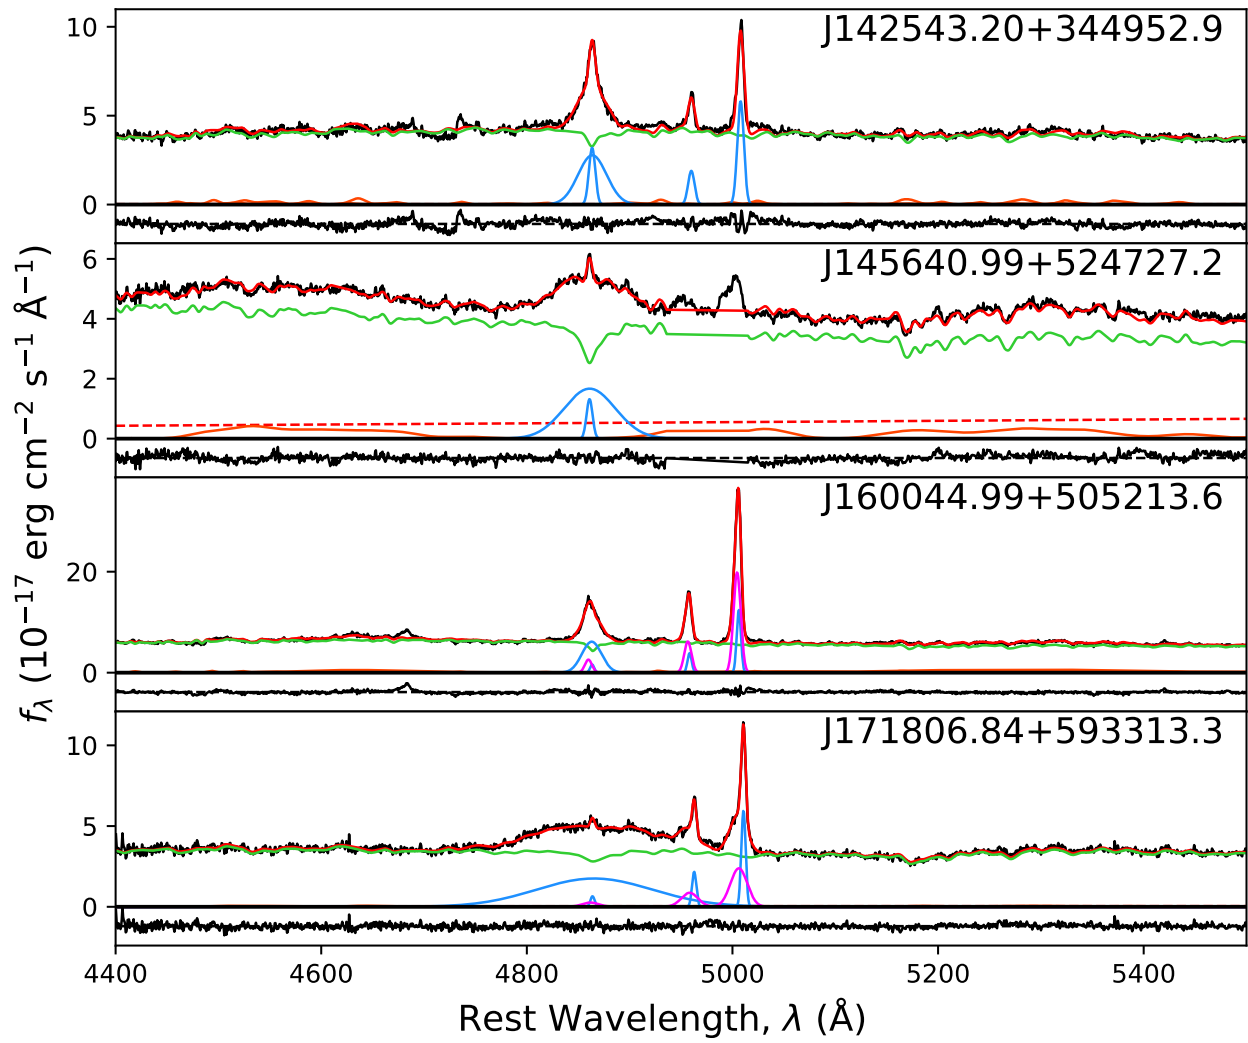 J142543.20+344952.9
10
5
0
J145640.99+524727.2
6
4
2
0
J160044.99+505213.6
20
0
J171806.84+593313.3
10
5
0
fλ (10−17 erg cm−2 s−1 Å−1)
4400 4600 4800 5000 5200 5400
Rest Wavelength, λ (Å)